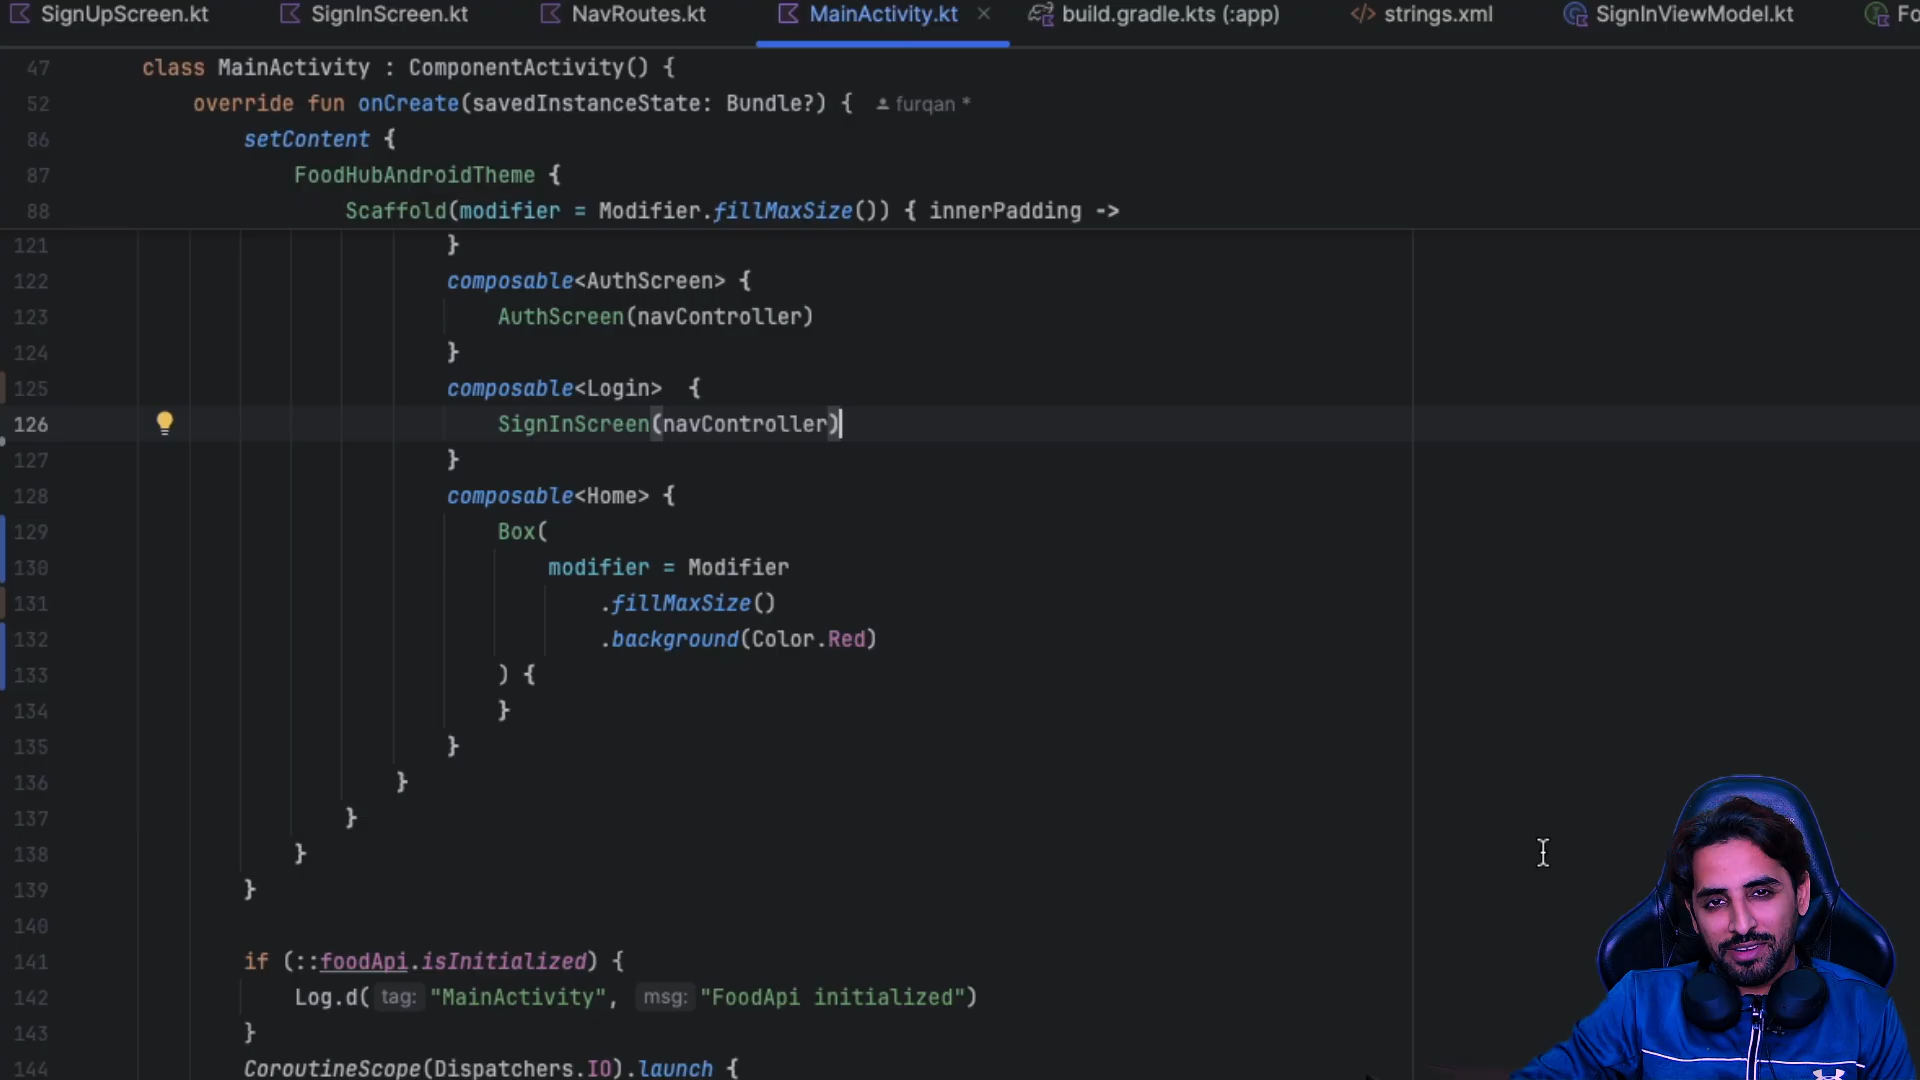 SignUpScreen.kt SignInScreen.kt NavRoutes.kt MainActivity.kt build.gradle.kts (:app) strings.xml SignInViewModel.kt Fo
47 class MainActivity : ComponentActivity() {
52 override fun onCreate(savedInstanceState: Bundle?) { furqan *
86 setContent {
87 FoodHubAndroidTheme {
88 Scaffold(modifier = Modifier.fillMaxSize()) { innerPadding ->
121 }
122 composable<AuthScreen> {
123 AuthScreen(navController)
124 }
125 composable<Login> {
126 SignInScreen(navController)
127 }
128 composable<Home> {
129 Box(
130 modifier = Modifier
131 .fillMaxSize()
132 .background(Color.Red)
133 ) {
134 }
135 }
136 }
137 }
138 }
139 }
140
141 if (::foodApi.isInitialized) {
142 Log.d( tag: "MainActivity", msg: "FoodApi initialized")
143 }
144 CoroutineScope(Dispatchers.IO).launch {